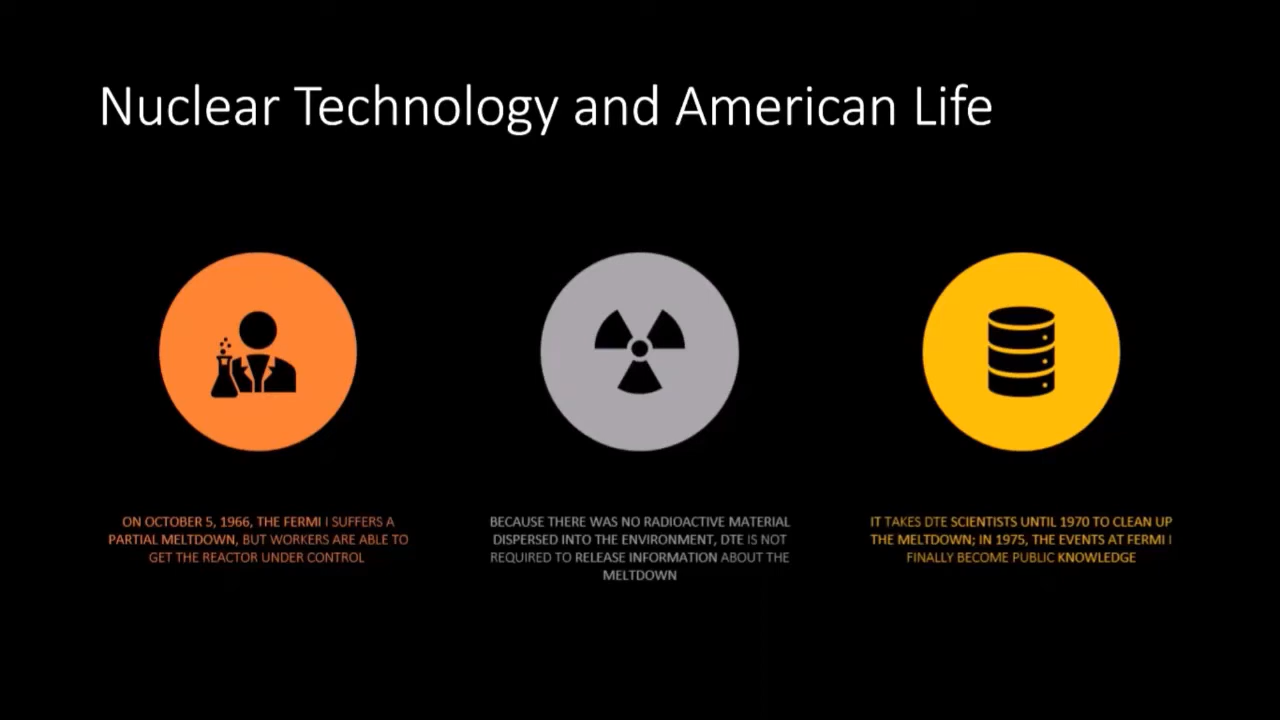 Nuclear Technology and American Life
ON OCTOBER 5, 1966, THE FERMI I SUFFERS A
PARTIAL MELTDOWN, BUT WORKERS ARE ABLE TO
GET THE REACTOR UNDER CONTROL
BECAUSE THERE WAS NO RADIOACTIVE MATERIAL
DISPERSED INTO THE ENVIRONMENT, DTE IS NOT
REQUIRED TO RELEASE INFORMATION ABOUT THE
MELTDOWN
IT TAKES DTE SCIENTISTS UNTIL 1970 TO CLEAN UP
THE MELTDOWN; IN 1975, THE EVENTS AT FERMI I
FINALLY BECOME PUBLIC KNOWLEDGE